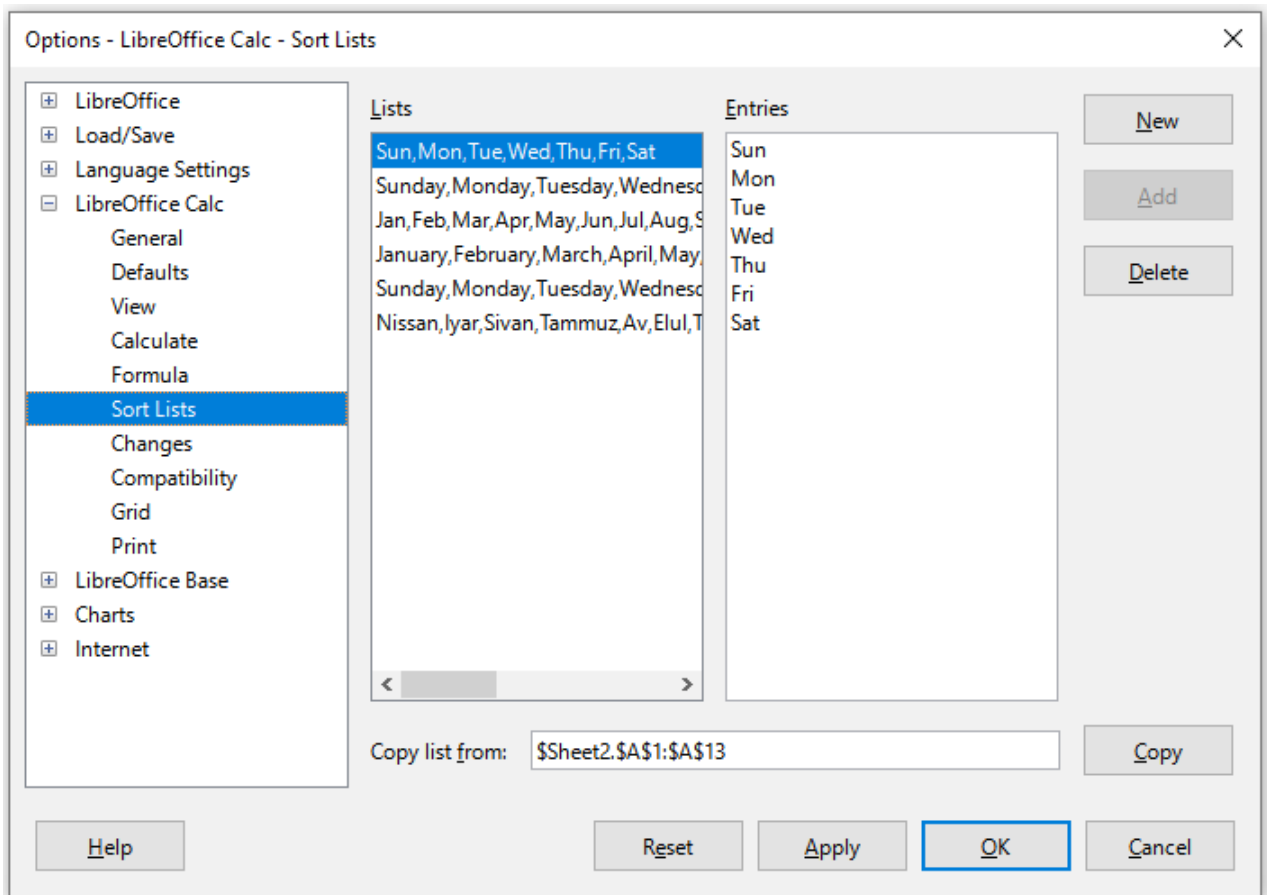 Options - LibreOffice Calc - Sort Lists
LibreOffice
Load/Save
Language Settings
LibreOffice Calc
General
Defaults
View
Calculate
Formula
Sort Lists
Changes
Compatibility
Grid
Print
LibreOffice Base
Charts
Internet
Lists
Sun,Mon,Tue,Wed,Thu,Fri,Sat
Sunday,Monday,Tuesday,Wednesd
Jan,Feb,Mar,Apr,May,Jun,Jul,Aug,S
January,February,March,April,May,
Sunday,Monday,Tuesday,Wednesd
Nissan,Iyar,Sivan,Tammuz,Av,Elul,T
Entries
Sun
Mon
Tue
Wed
Thu
Fri
Sat
New
Add
Delete
Copy list from:
$Sheet2.$A$1:$A$13
Copy
Help
Reset
Apply
OK
Cancel